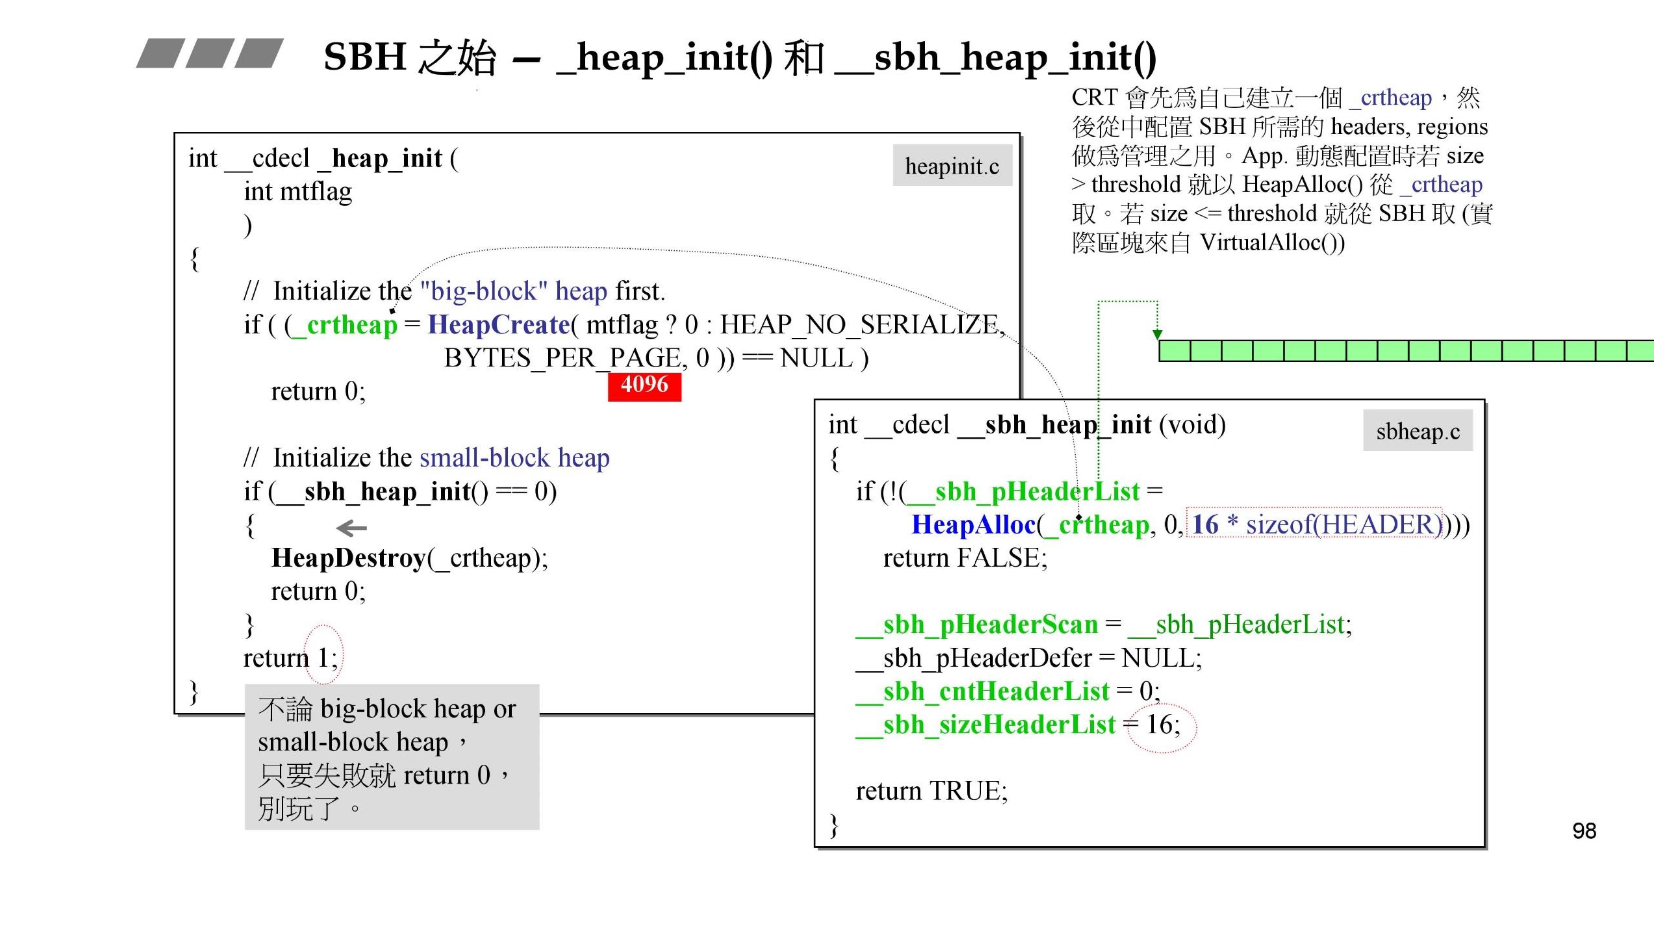 SBH 之始 – _heap_init() 和 __sbh_heap_init()
CRT 會先為自己建立一個 _crtheap，然
後從中配置 SBH 所需的 headers, regions
做為管理之用。App. 動態配置時若 size
> threshold 就以 HeapAlloc() 從 _crtheap
取。若 size <= threshold 就從 SBH 取 (實
際區塊來自 VirtualAlloc())
heapinit.c
int __cdecl _heap_init (
int mtflag
)
{
// Initialize the "big-block" heap first.
if ( (_crtheap = HeapCreate( mtflag ? 0 : HEAP_NO_SERIALIZE,
BYTES_PER_PAGE, 0 )) == NULL )
4096
return 0;
// Initialize the small-block heap
if (__sbh_heap_init() == 0)
{
HeapDestroy(_crtheap);
return 0;
}
return 1;
}
不論 big-block heap or
small-block heap，
只要失敗就 return 0，
別玩了。
sbheap.c
int __cdecl __sbh_heap_init (void)
{
if (!(__sbh_pHeaderList =
HeapAlloc(_crtheap, 0, 16 * sizeof(HEADER))))
return FALSE;
__sbh_pHeaderScan = __sbh_pHeaderList;
__sbh_pHeaderDefer = NULL;
__sbh_cntHeaderList = 0;
__sbh_sizeHeaderList = 16;
return TRUE;
}
98